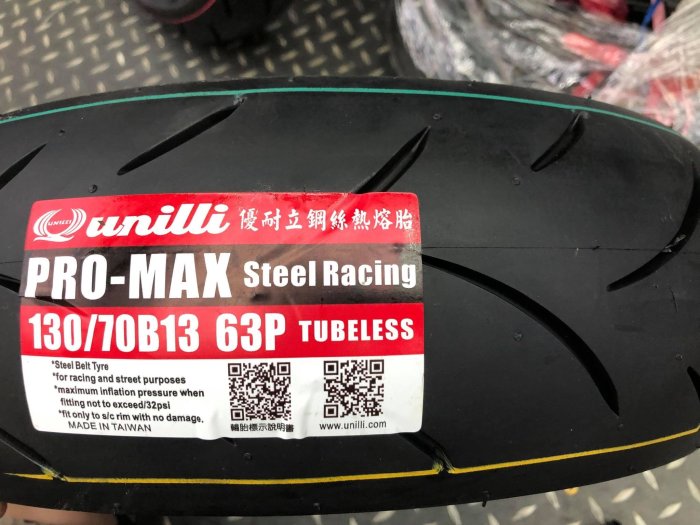 UNILLI unilli 優耐立鋼絲熱熔胎
PRO-MAX Steel Racing
130/70B13 63P TUBELESS
*Steel Belt Tyre
*for racing and street purposes
*maximum inflation pressure when
fitting not to exceed/32psi
*fit only to s/c rim with no damage.
MADE IN TAIWAN
輪胎標示說明書
www.unilli.com